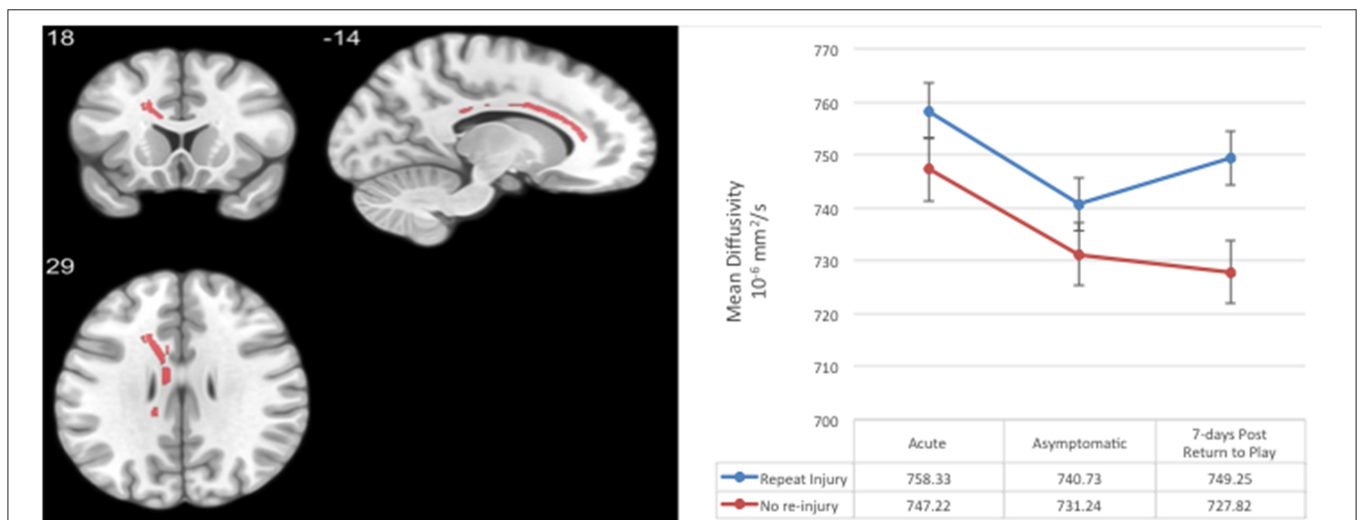 18
-14
29
770
760
750
740
730
720
710
700
Mean Diffusivity
10⁻⁶ mm²/s
Acute
Asymptomatic
7-days Post
Return to Play
Repeat Injury 758.33 740.73 749.25
No re-injury 747.22 731.24 727.82